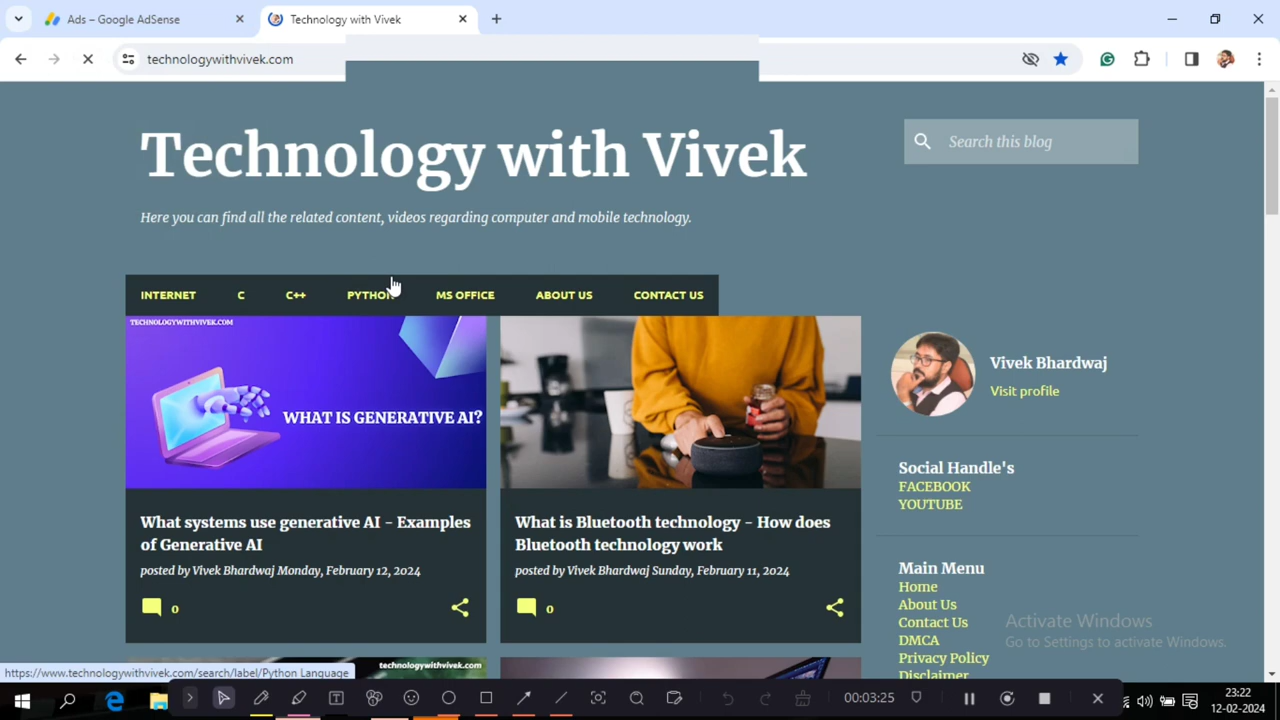 Ads – Google AdSense
Technology with Vivek
technologywithvivek.com
Technology with Vivek
Search this blog
Here you can find all the related content, videos regarding computer and mobile technology.
INTERNET C C++ PYTHON MS OFFICE ABOUT US CONTACT US
TECHNOLOGYWITHVIVEK.COM
WHAT IS GENERATIVE AI?
Vivek Bhardwaj
Visit profile
Social Handle's
FACEBOOK
YOUTUBE
What systems use generative AI - Examples
of Generative AI
posted by Vivek Bhardwaj Monday, February 12, 2024
0
What is Bluetooth technology - How does
Bluetooth technology work
posted by Vivek Bhardwaj Sunday, February 11, 2024
0
Main Menu
Home
About Us
Contact Us
DMCA
Privacy Policy
Disclaimer
Activate Windows
Go to Settings to activate Windows.
technologywithvivek.com
https://www.technologywithvivek.com/search/label/Python Language
00:03:25
23:22
12-02-2024